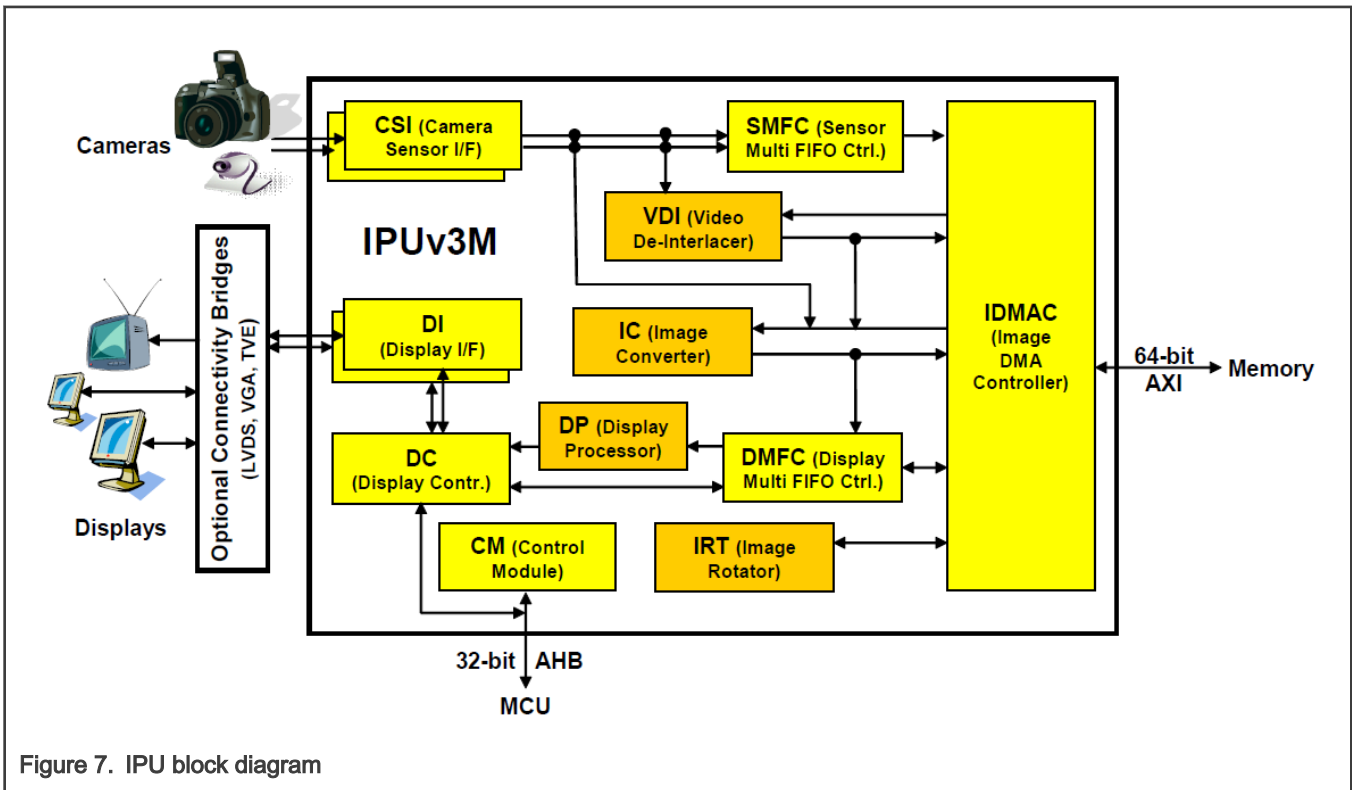 Cameras
CSI (Camera
Sensor I/F)
SMFC (Sensor
Multi FIFO Ctrl.)
VDI (Video
De-Interlacer)
IPUv3M
Optional Connectivity Bridges
(LVDS, VGA, TVE)
DI
(Display I/F)
IC (Image
Converter)
IDMAC
(Image
DMA
Controller)
64-bit
AXI
Memory
DP (Display
Processor)
DC
(Display Contr.)
DMFC (Display
Multi FIFO Ctrl.)
Displays
CM (Control
Module)
IRT (Image
Rotator)
32-bit AHB
MCU
Figure 7. IPU block diagram